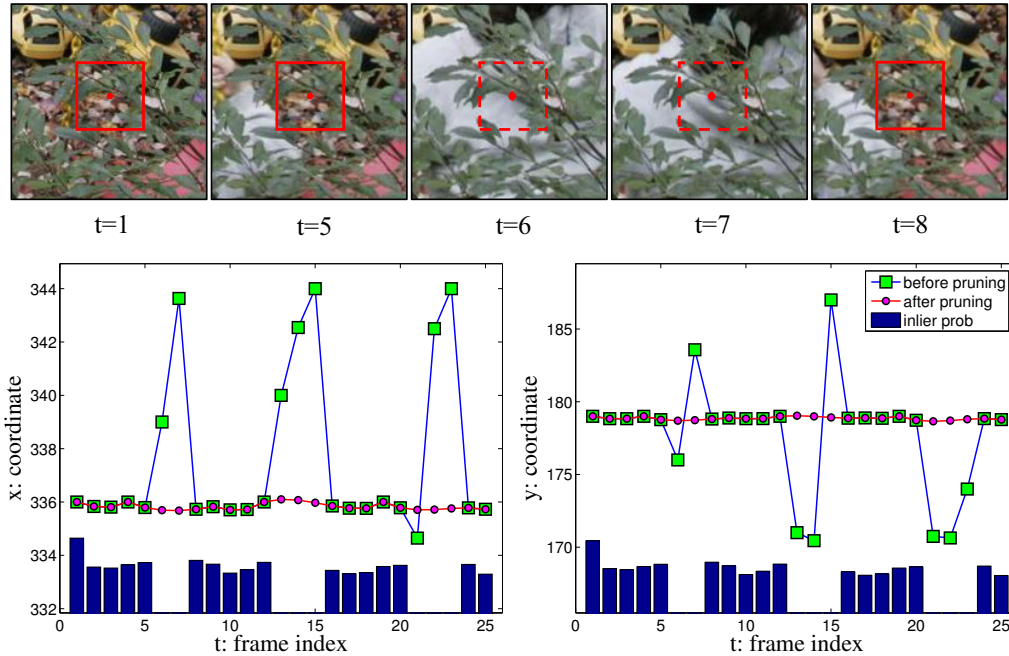 t=1 t=5 t=6 t=7 t=8
344
342
340
338
336
334
332
x: coordinate
0 5 10 15 20 25
t: frame index
before pruning
after pruning
inlier prob
185
180
175
170
y: coordinate
0 5 10 15 20 25
t: frame index